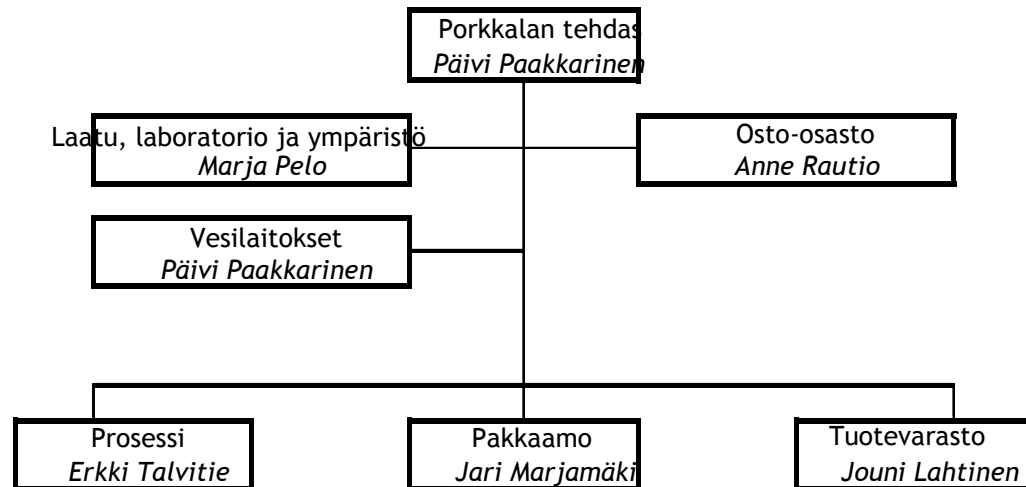 Porkkalan tehdas
Päivi Paakkarinen
Laatu, laboratorio ja ympäristö
Marja Pelo
Osto-osasto
Anne Rautio
Vesilaitokset
Päivi Paakkarinen
Prosessi
Erkki Talvitie
Pakkaamo
Jari Marjamäki
Tuotevarasto
Jouni Lahtinen